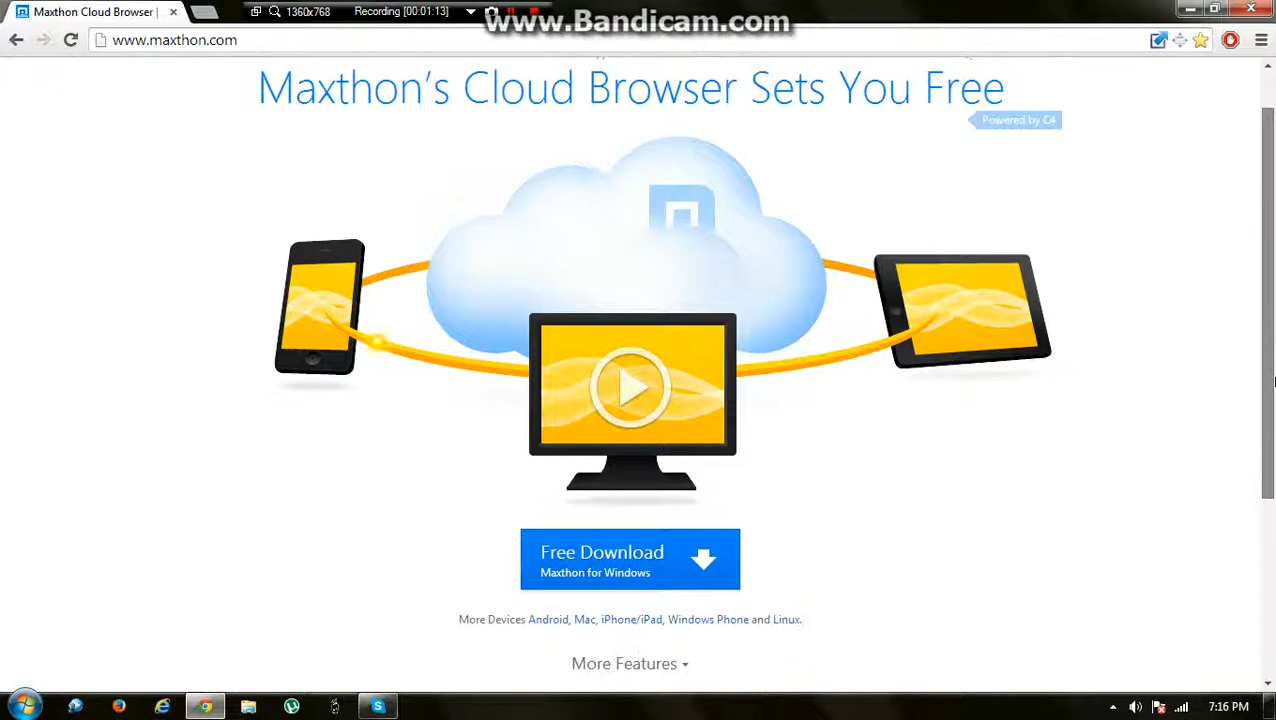 Maxthon Cloud Browser |
1360x768
Recording [00:01:13]
www.Bandicam.com
www.maxthon.com
Maxthon's Cloud Browser Sets You Free
Powered by C4
Free Download
Maxthon for Windows
More Devices Android, Mac, iPhone/iPad, Windows Phone and Linux.
More Features
7:16 PM